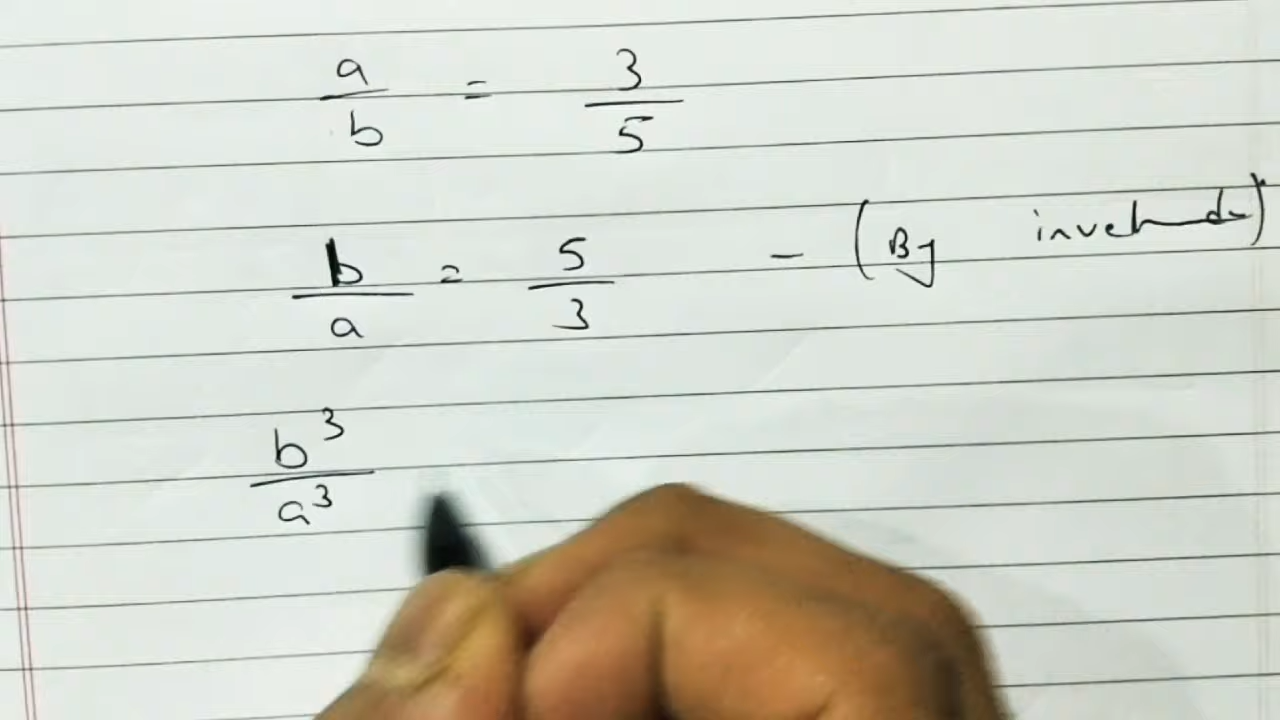 a/b = 3/5
b/a = 5/3 - (By invertendo)
b³/a³